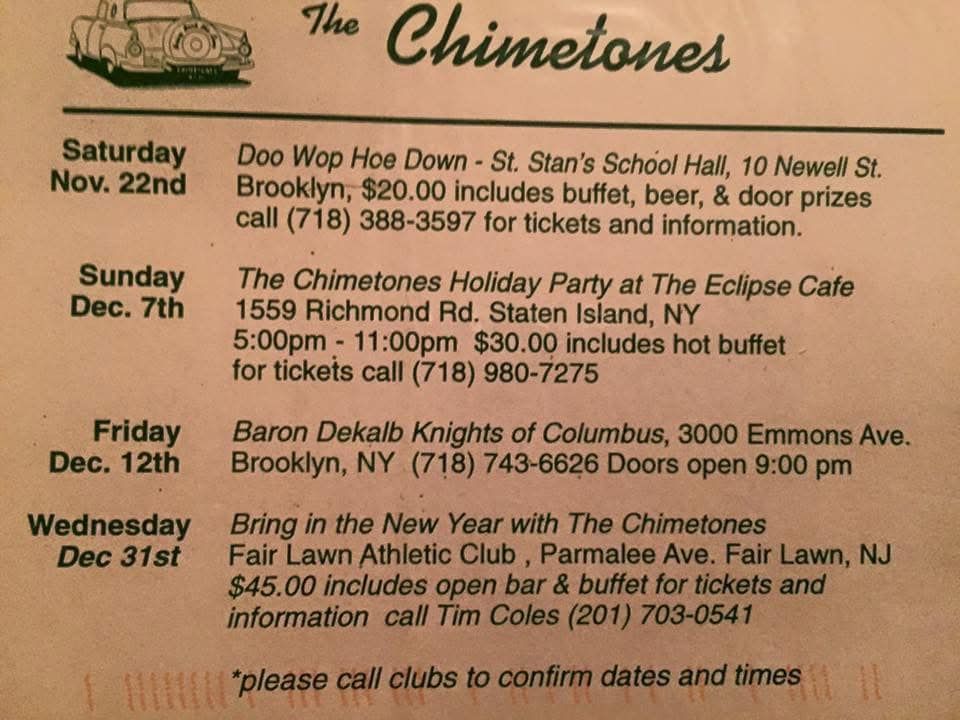 The Chimetones
Saturday Doo Wop Hoe Down - St. Stan's School Hall, 10 Newell St.
Nov. 22nd Brooklyn, $20.00 includes buffet, beer, & door prizes
call (718) 388-3597 for tickets and information.
Sunday The Chimetones Holiday Party at The Eclipse Cafe
Dec. 7th 1559 Richmond Rd. Staten Island, NY
5:00pm - 11:00pm $30.00 includes hot buffet
for tickets call (718) 980-7275
Friday Baron Dekalb Knights of Columbus, 3000 Emmons Ave.
Dec. 12th Brooklyn, NY (718) 743-6626 Doors open 9:00 pm
Wednesday Bring in the New Year with The Chimetones
Dec 31st Fair Lawn Athletic Club , Parmalee Ave. Fair Lawn, NJ
$45.00 includes open bar & buffet for tickets and
information call Tim Coles (201) 703-0541
*please call clubs to confirm dates and times